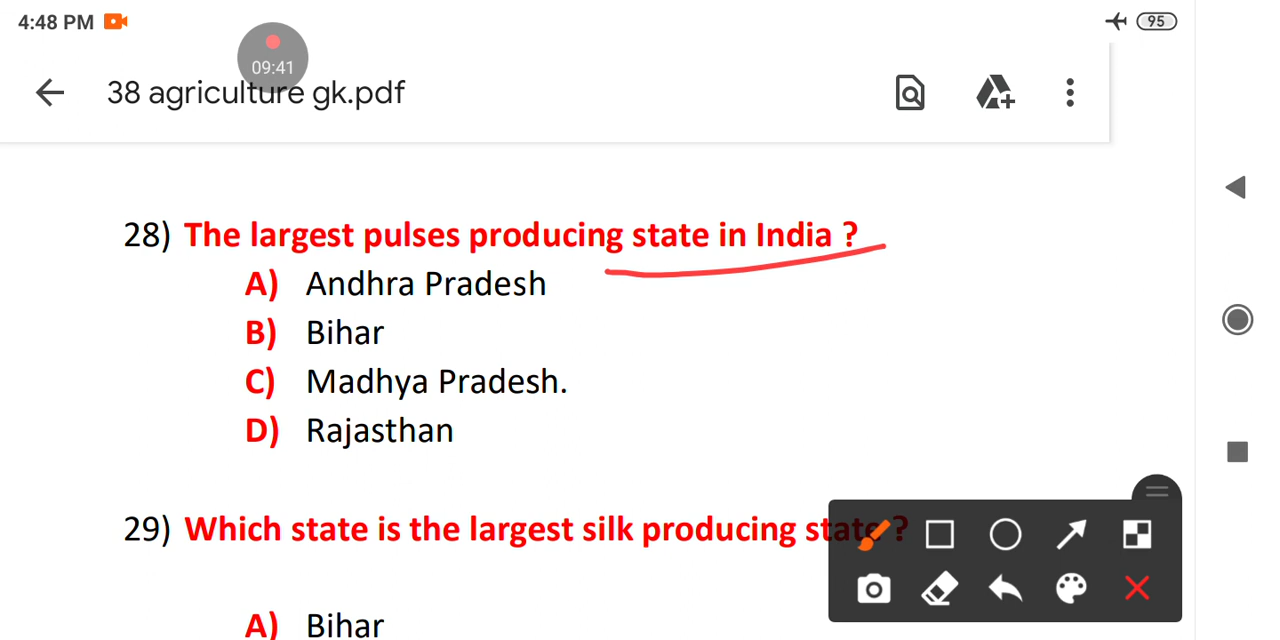 4:48 PM
95
09:41
38 agriculture gk.pdf
28) The largest pulses producing state in India ?
A) Andhra Pradesh
B) Bihar
C) Madhya Pradesh.
D) Rajasthan
29) Which state is the largest silk producing state ?
A) Bihar